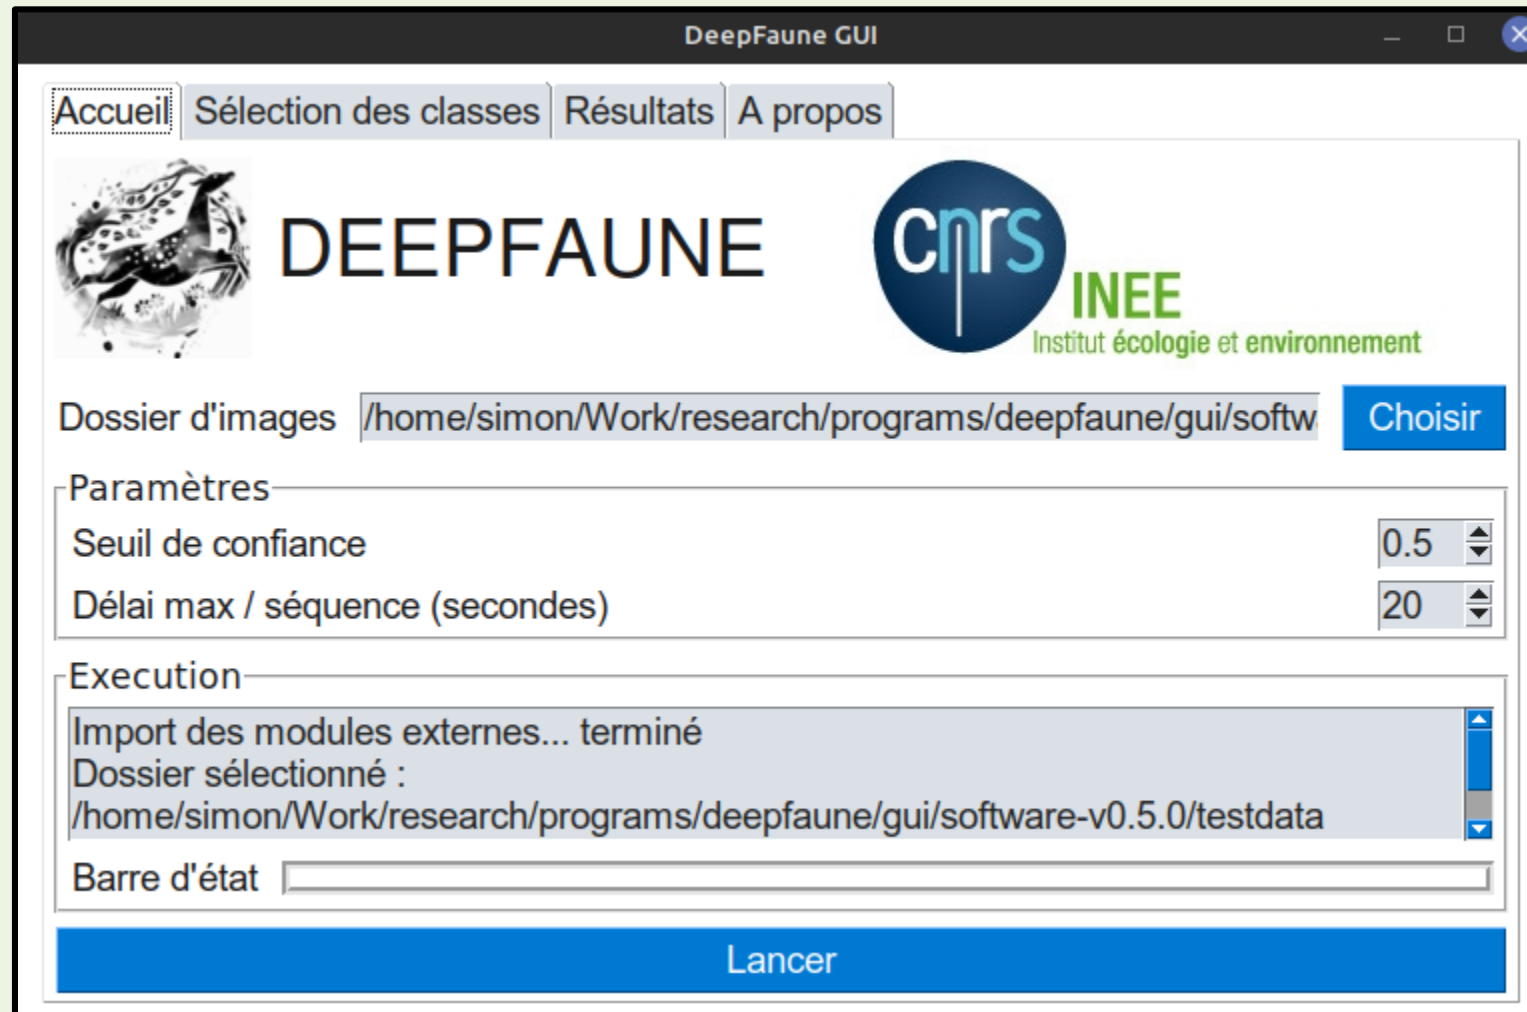 DeepFaune GUI
Accueil Sélection des classes Résultats A propos
DEEPFAUNE
cnrs
INEE
Institut écologie et environnement
Dossier d'images /home/simon/Work/research/programs/deepfaune/gui/softw Choisir
Paramètres
Seuil de confiance 0.5
Délai max / séquence (secondes) 20
Execution
Import des modules externes... terminé
Dossier sélectionné :
/home/simon/Work/research/programs/deepfaune/gui/software-v0.5.0/testdata
Barre d'état
Lancer